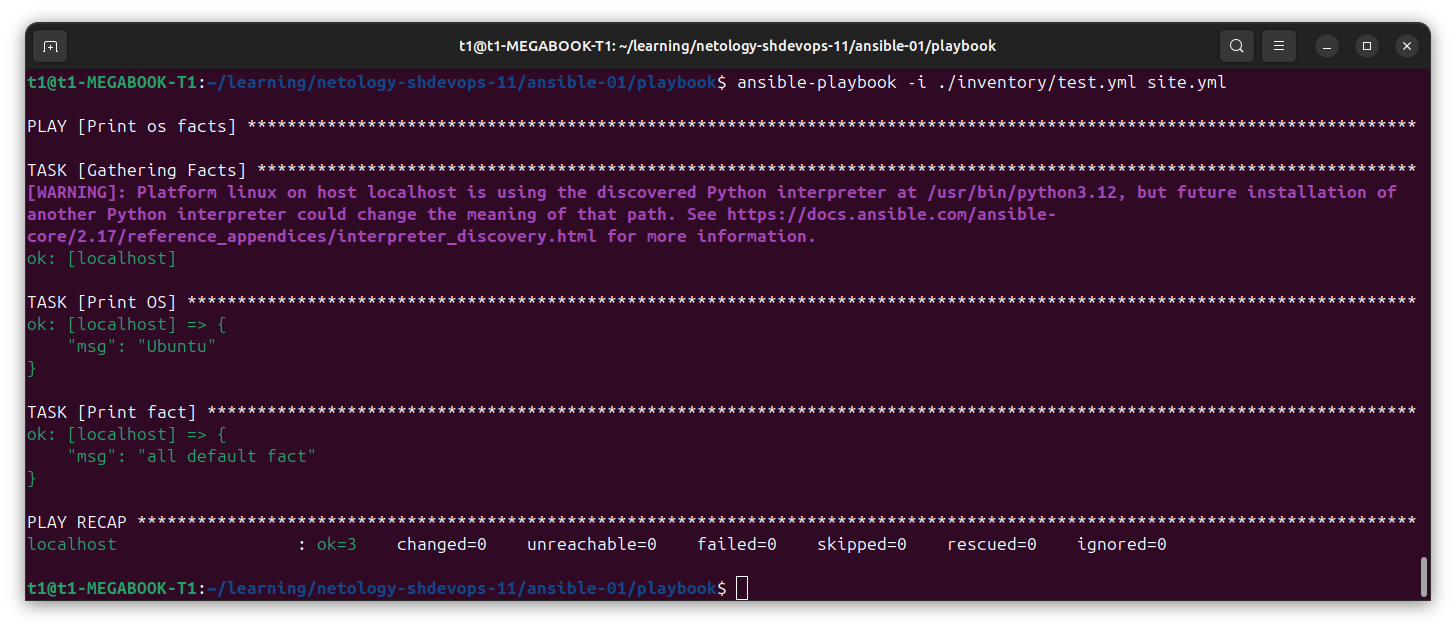 t1@t1-MEGABOOK-T1: ~/learning/netology-shdevops-11/ansible-01/playbook
t1@t1-MEGABOOK-T1:~/learning/netology-shdevops-11/ansible-01/playbook$ ansible-playbook -i ./inventory/test.yml site.yml
PLAY [Print os facts] *********************************************************************************************************************
TASK [Gathering Facts] ********************************************************************************************************************
[WARNING]: Platform linux on host localhost is using the discovered Python interpreter at /usr/bin/python3.12, but future installation of
another Python interpreter could change the meaning of that path. See https://docs.ansible.com/ansible-
core/2.17/reference_appendices/interpreter_discovery.html for more information.
ok: [localhost]
TASK [Print OS] ***************************************************************************************************************************
ok: [localhost] => {
    "msg": "Ubuntu"
}
TASK [Print fact] *************************************************************************************************************************
ok: [localhost] => {
    "msg": "all default fact"
}
PLAY RECAP ********************************************************************************************************************************
localhost                  : ok=3    changed=0    unreachable=0    failed=0    skipped=0    rescued=0    ignored=0
t1@t1-MEGABOOK-T1:~/learning/netology-shdevops-11/ansible-01/playbook$